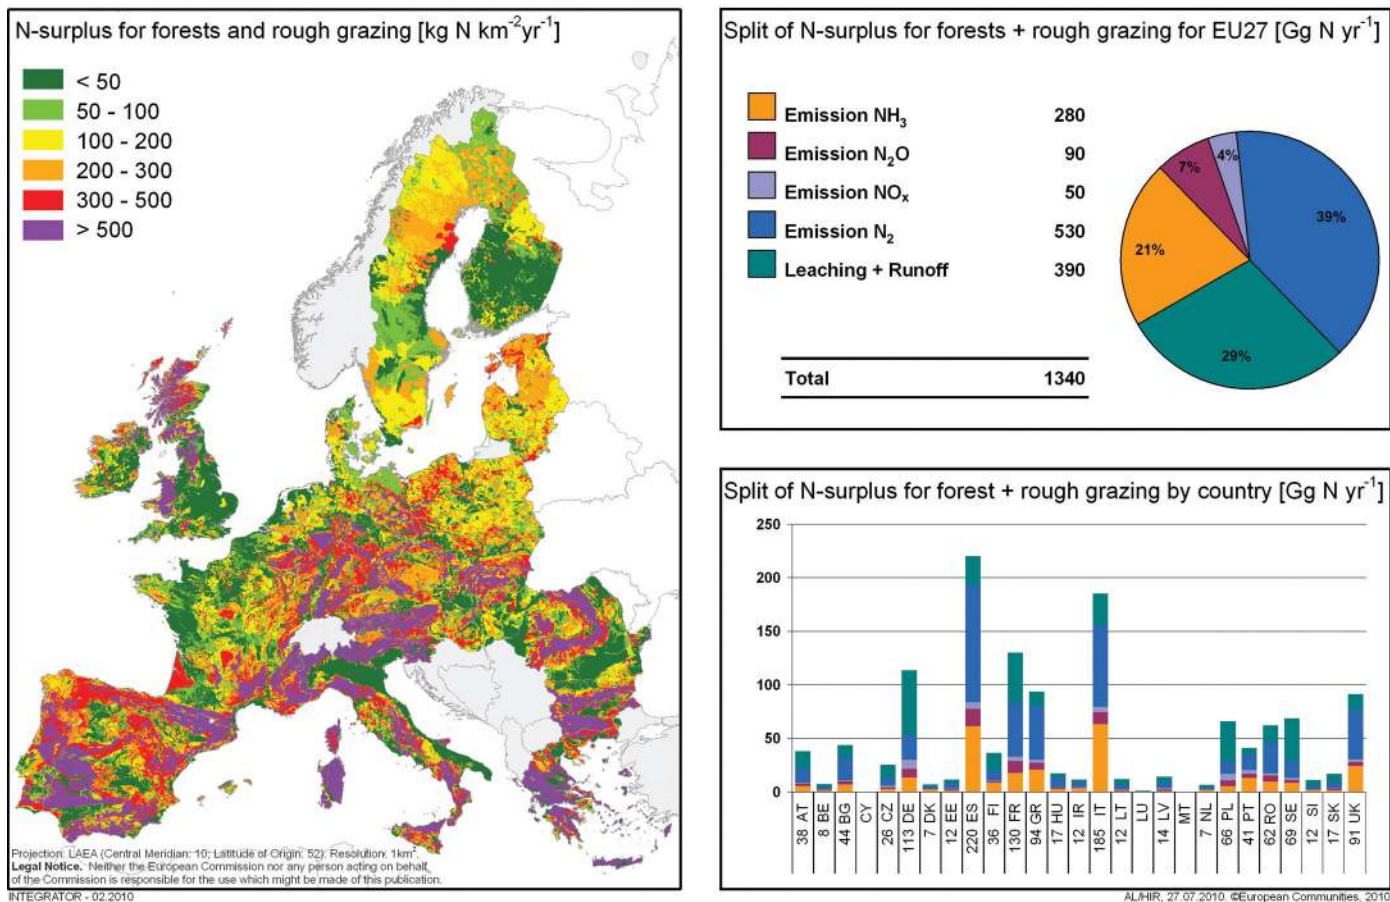 N-surplus for forests and rough grazing [kg N km⁻²yr⁻¹]
< 50
50 - 100
100 - 200
200 - 300
300 - 500
> 500
Projection: LAEA (Central Meridian: 10; Latitude of Origin: 52). Resolution: 1km².
Legal Notice. Neither the European Commission nor any person acting on behalf
of the Commission is responsible for the use which might be made of this publication.
INTEGRATOR - 02.2010
Split of N-surplus for forests + rough grazing for EU27 [Gg N yr⁻¹]
Emission NH₃ 280
Emission N₂O 90
Emission NOₓ 50
Emission N₂ 530
Leaching + Runoff 390
Total 1340
4%
7%
39%
21%
29%
Split of N-surplus for forest + rough grazing by country [Gg N yr⁻¹]
250
200
150
100
50
0
38 AT
8 BE
44 BG
CY
26 CZ
113 DE
7 DK
12 EE
220 ES
36 FI
130 FR
94 GR
17 HU
12 IR
185 IT
12 LT
LU
14 LV
MT
7 NL
66 PL
41 PT
62 RO
69 SE
12 SI
17 SK
91 UK
AL/HIR, 27.07.2010. ©European Communities, 2010